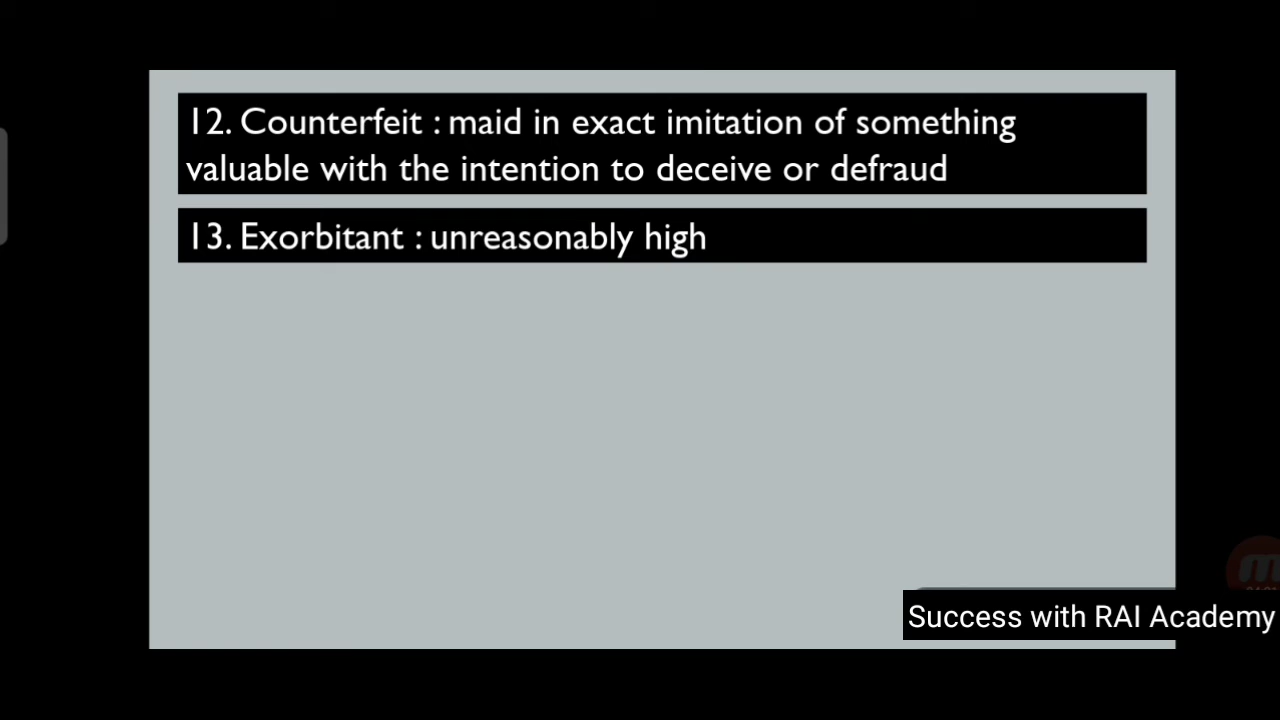 12. Counterfeit : maid in exact imitation of something
valuable with the intention to deceive or defraud
13. Exorbitant : unreasonably high
Success with RAI Academy